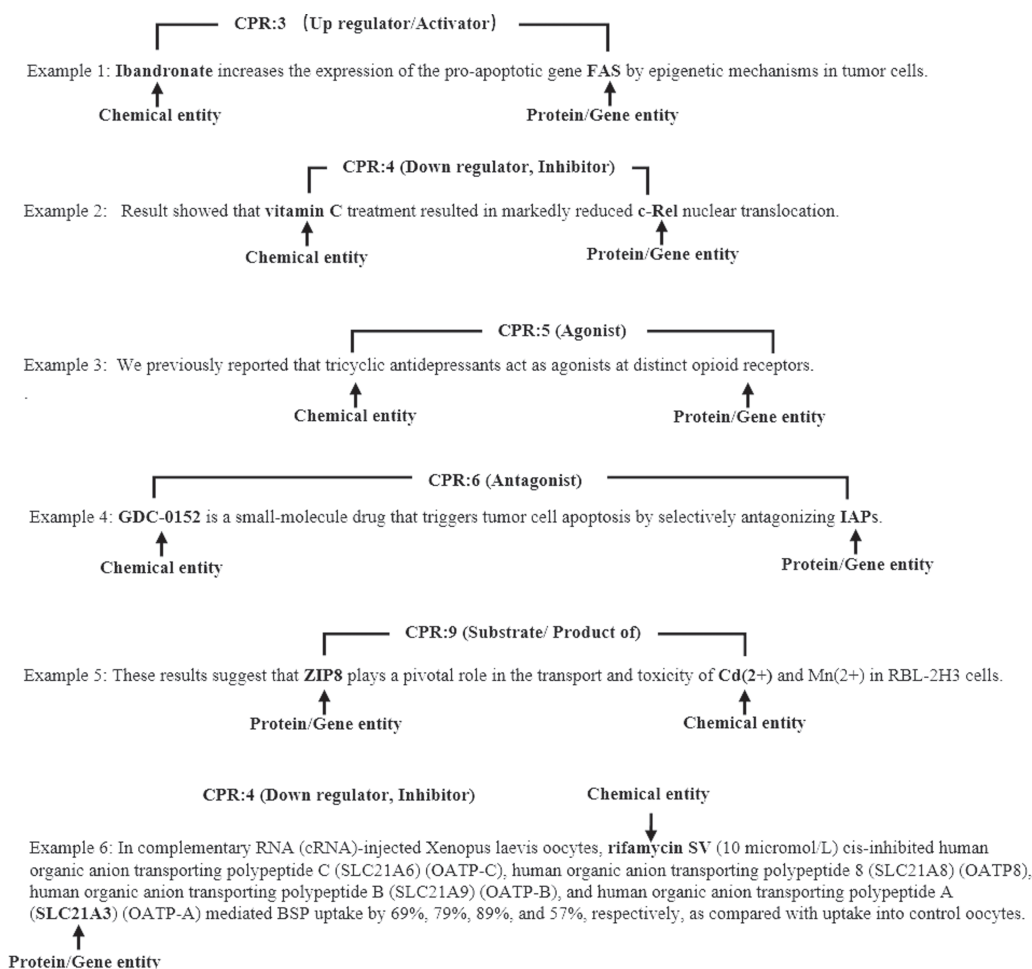 CPR:3 (Up regulator/Activator)
Example 1: Ibandronate increases the expression of the pro-apoptotic gene FAS by epigenetic mechanisms in tumor cells.
Chemical entity Protein/Gene entity
CPR:4 (Down regulator, Inhibitor)
Example 2: Result showed that vitamin C treatment resulted in markedly reduced c-Rel nuclear translocation.
Chemical entity Protein/Gene entity
CPR:5 (Agonist)
Example 3: We previously reported that tricyclic antidepressants act as agonists at distinct opioid receptors.
.
Chemical entity Protein/Gene entity
CPR:6 (Antagonist)
Example 4: GDC-0152 is a small-molecule drug that triggers tumor cell apoptosis by selectively antagonizing IAPs.
Chemical entity Protein/Gene entity
CPR:9 (Substrate/ Product of)
Example 5: These results suggest that ZIP8 plays a pivotal role in the transport and toxicity of Cd(2+) and Mn(2+) in RBL-2H3 cells.
Protein/Gene entity Chemical entity
CPR:4 (Down regulator, Inhibitor) Chemical entity
Example 6: In complementary RNA (cRNA)-injected Xenopus laevis oocytes, rifamycin SV (10 micromol/L) cis-inhibited human
organic anion transporting polypeptide C (SLC21A6) (OATP-C), human organic anion transporting polypeptide 8 (SLC21A8) (OATP8),
human organic anion transporting polypeptide B (SLC21A9) (OATP-B), and human organic anion transporting polypeptide A
(SLC21A3) (OATP-A) mediated BSP uptake by 69%, 79%, 89%, and 57%, respectively, as compared with uptake into control oocytes.
Protein/Gene entity